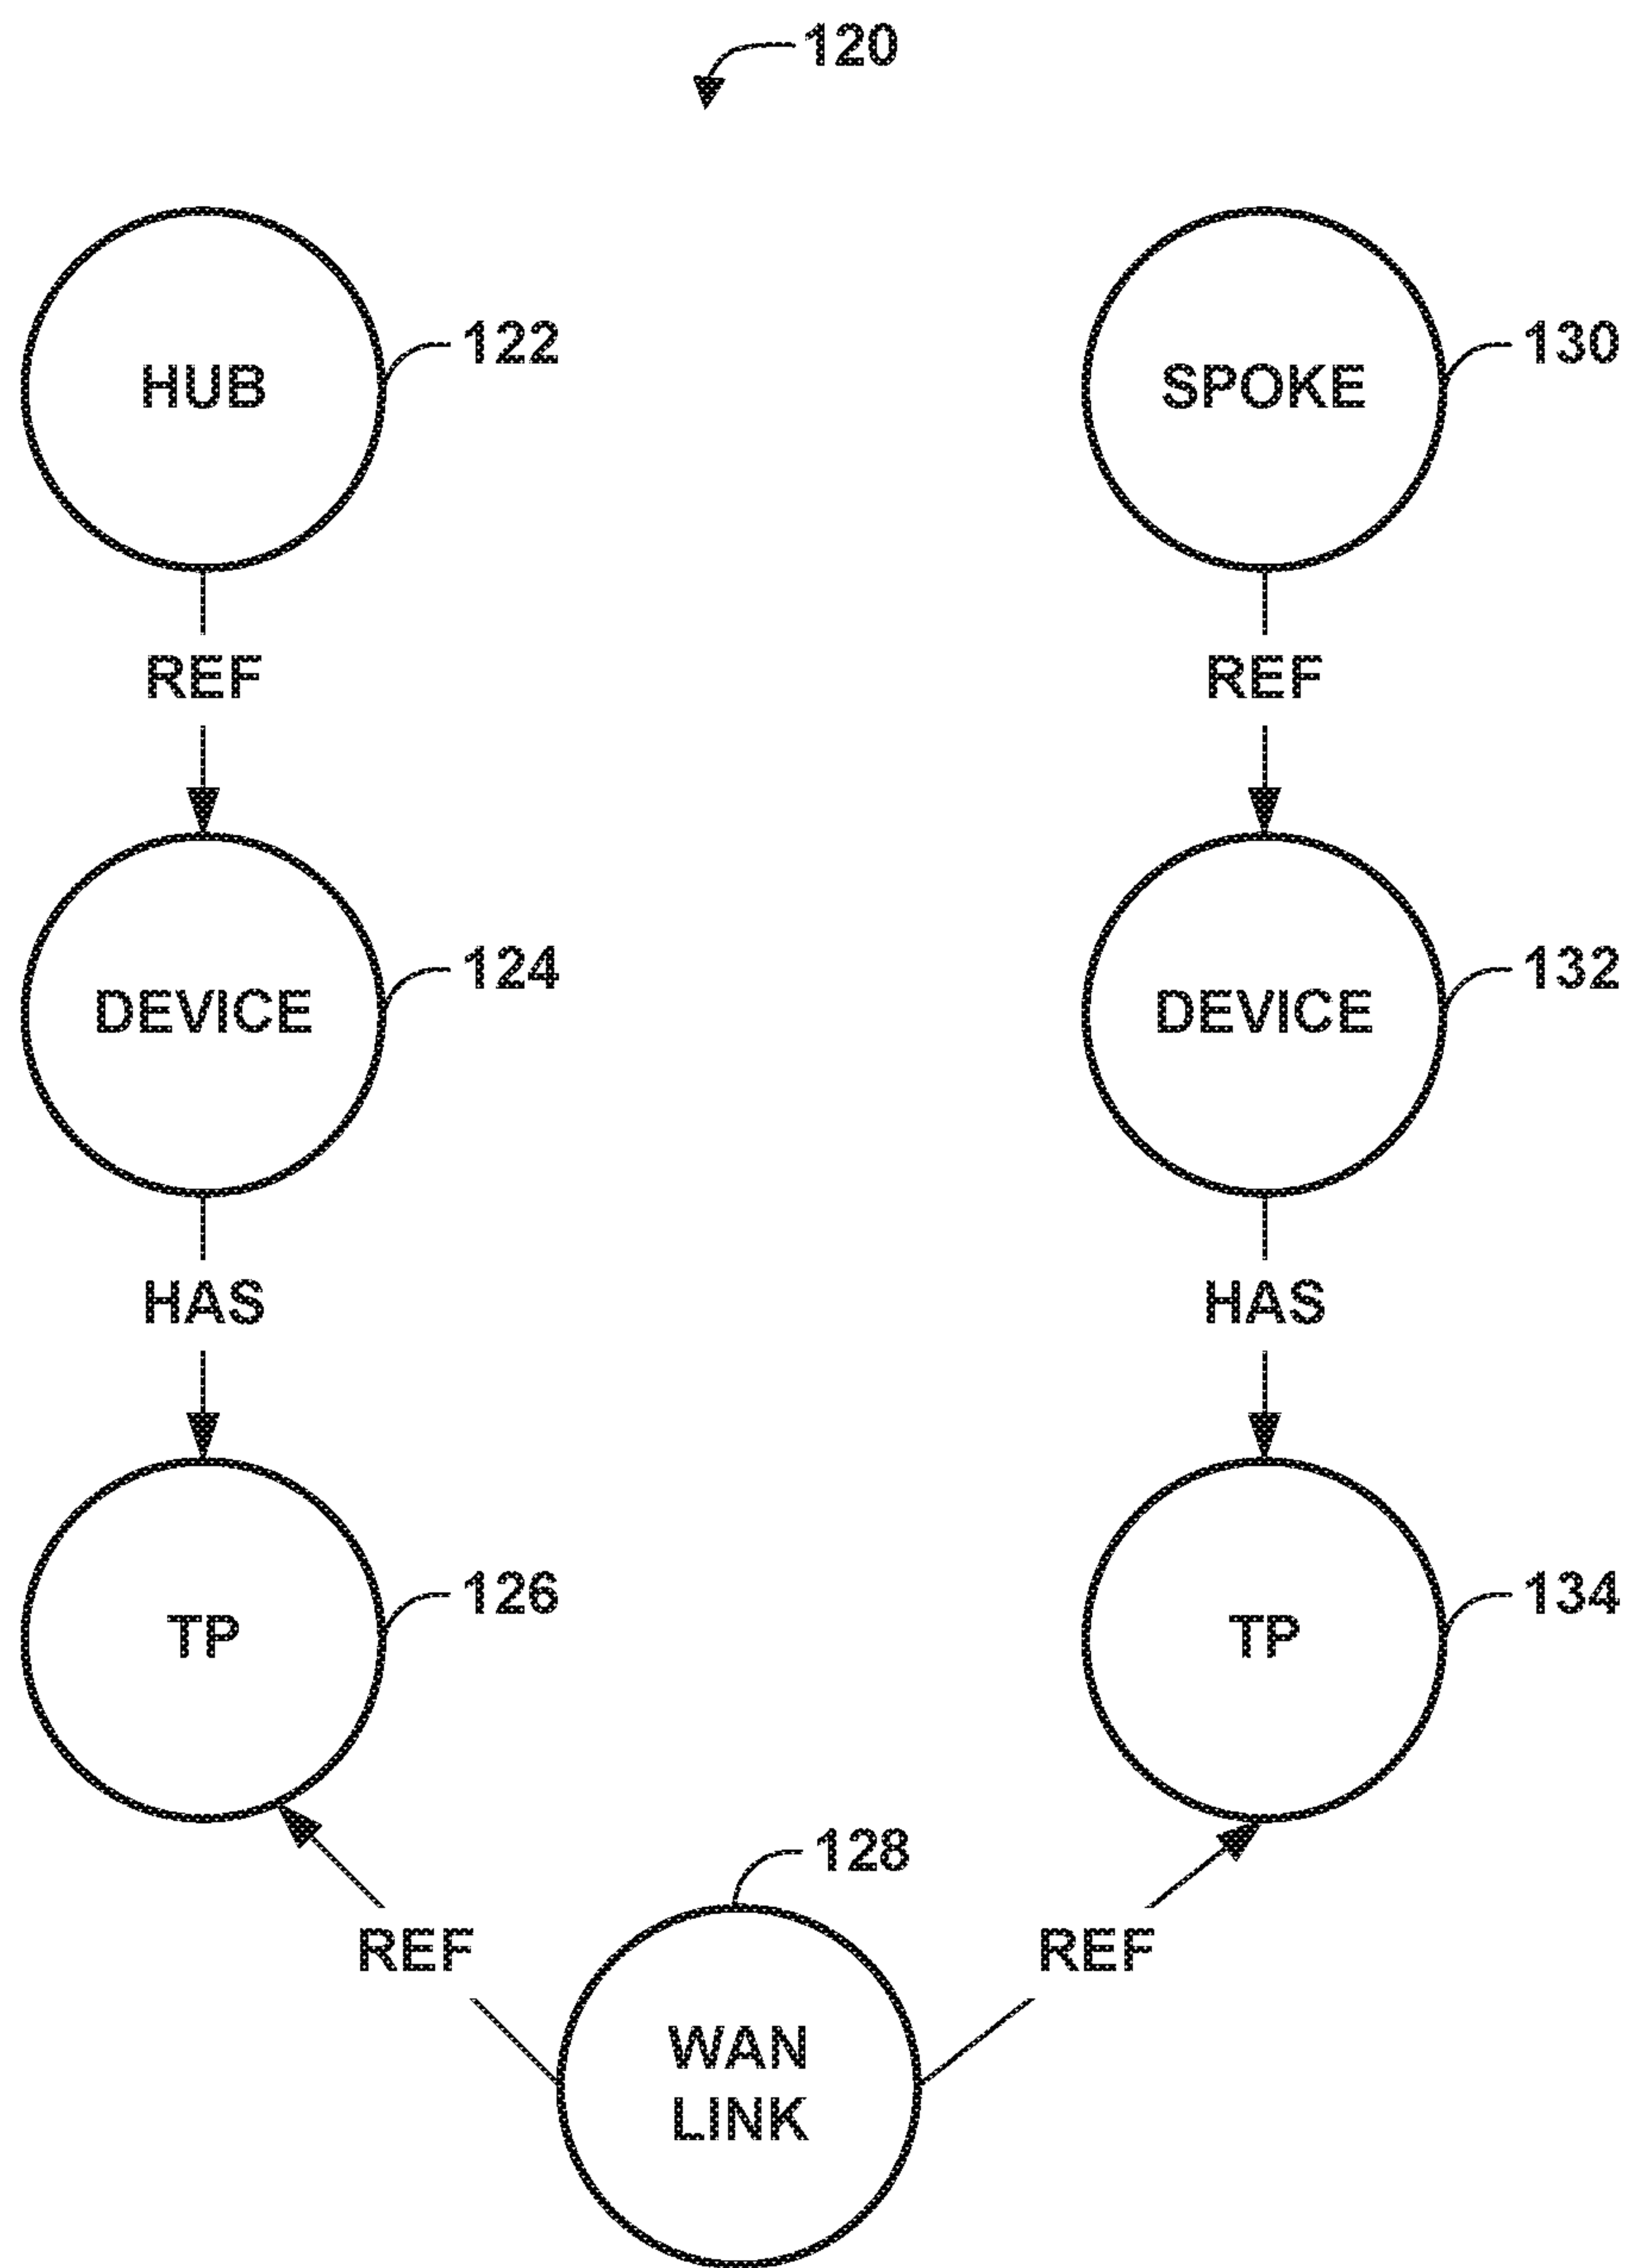 120
HUB
122
SPOKE
130
REF
REF
DEVICE
124
DEVICE
132
HAS
HAS
TP
126
TP
134
128
REF
REF
WAN
LINK